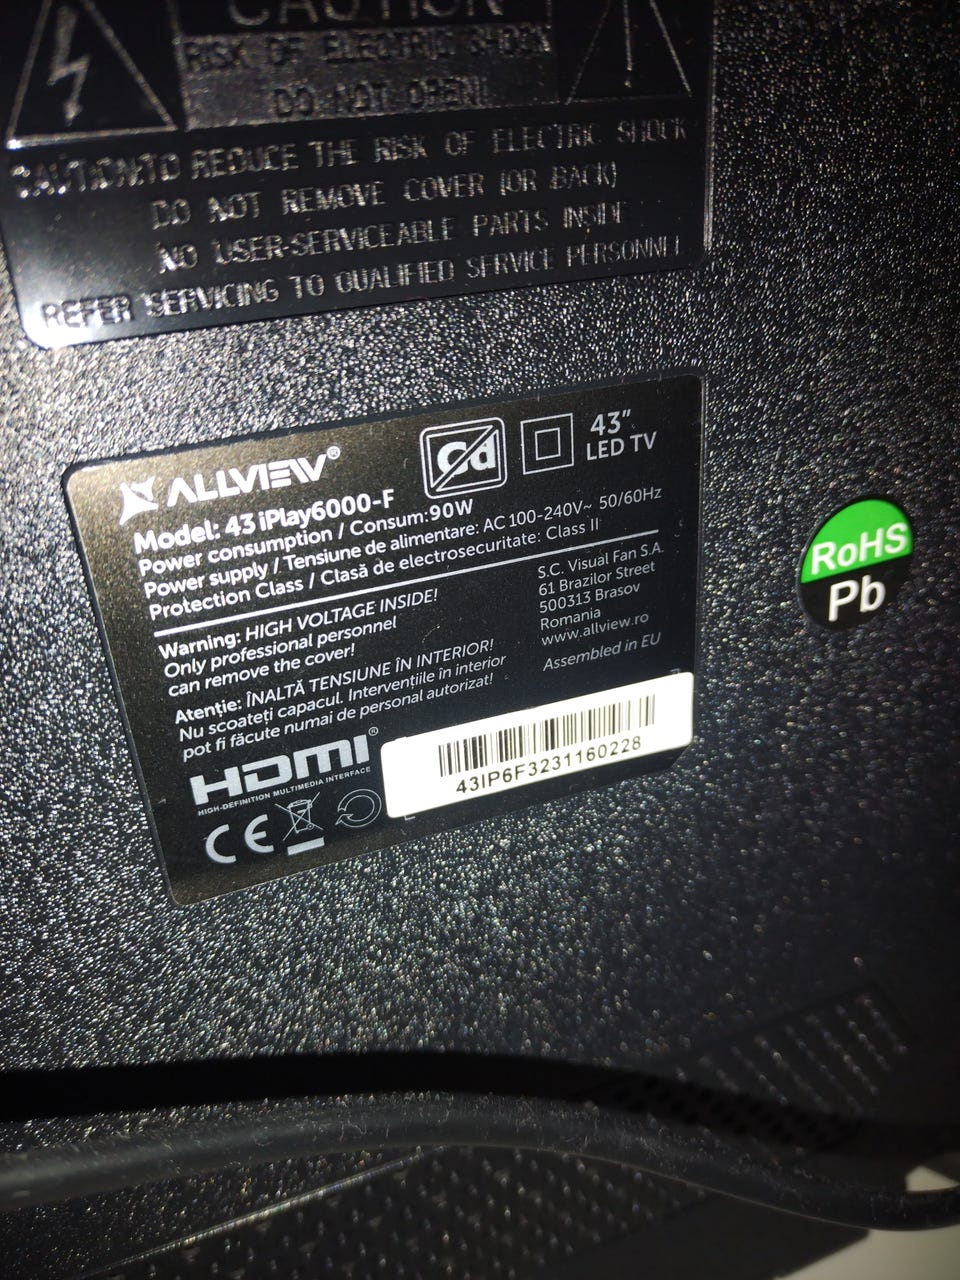 CAUTION
RISK OF ELECTRIC SHOCK
DO NOT OPEN!
CAUTION:TO REDUCE THE RISK OF ELECTRIC SHOCK
DO NOT REMOVE COVER (OR BACK)
NO USER-SERVICEABLE PARTS INSIDE
REFER SERVICING TO QUALIFIED SERVICE PERSONNEL
ALLVIEW®
Cd
43" 
LED TV
Model: 43 iPlay6000-F
Power consumption / Consum:90W
Power supply / Tensiune de alimentare: AC 100-240V~ 50/60Hz
Protection Class / Clasă de electrosecuritate: Class II
Warning: HIGH VOLTAGE INSIDE!
Only professional personnel
can remove the cover!
Atenție: ÎNALTĂ TENSIUNE ÎN INTERIOR!
Nu scoateți capacul. Intervențiile în interior
pot fi făcute numai de personal autorizat!
S.C. Visual Fan S.A.
61 Brazilor Street
500313 Brasov
Romania
www.allview.ro
Assembled in EU
HDMI®
HIGH-DEFINITION MULTIMEDIA INTERFACE
CE
43IP6F3231160228
RoHS
Pb